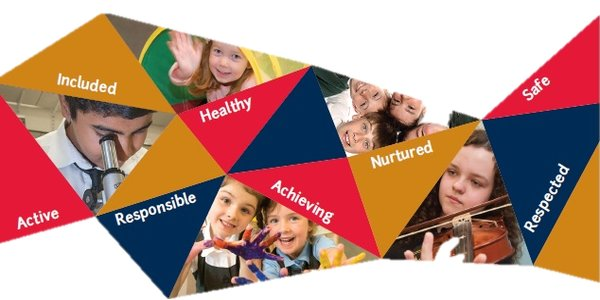 Included
Healthy
Safe
Nurtured
Active
Responsible
Achieving
Respected